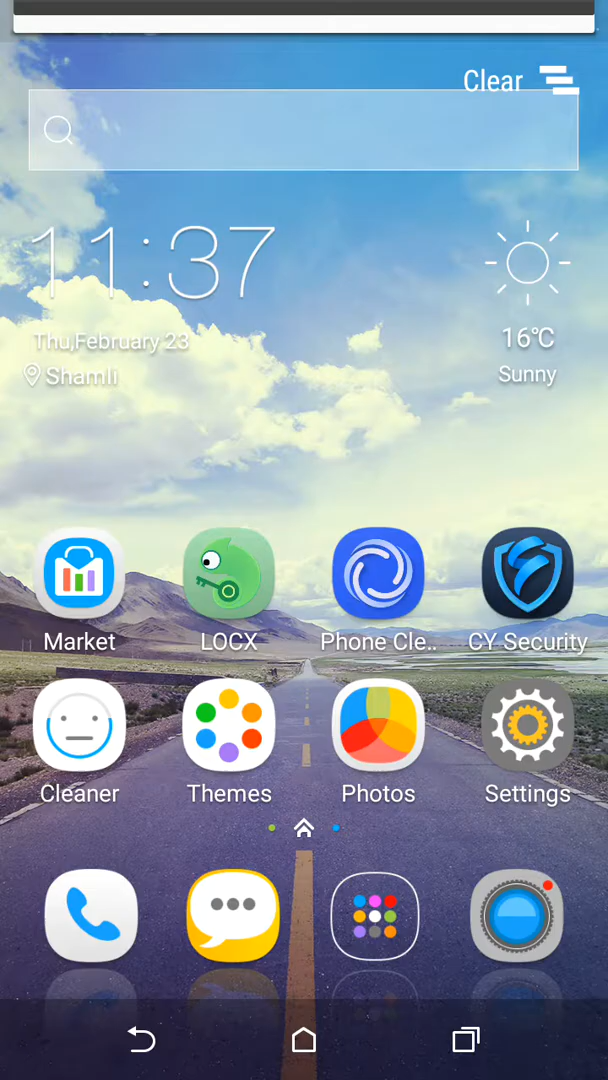 Clear
11:37
Thu,February 23
Shamli
16℃
Sunny
Market
LOCX
Phone Cle..
CY Security
Cleaner
Themes
Photos
Settings